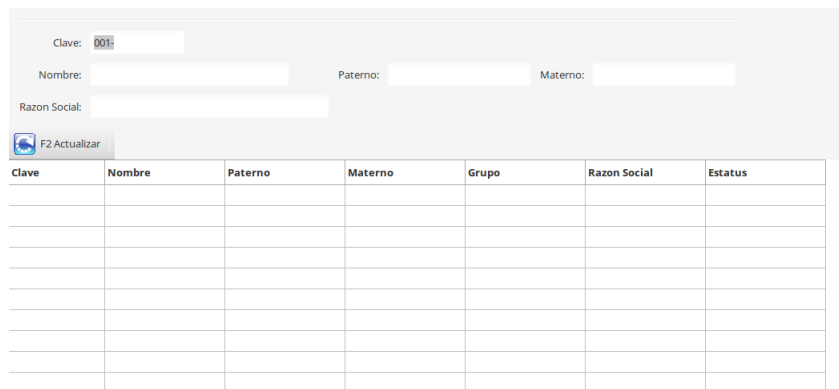 Clave: 001-
Nombre: Paterno: Materno:
Razon Social:
F2 Actualizar
Clave Nombre Paterno Materno Grupo Razon Social Estatus